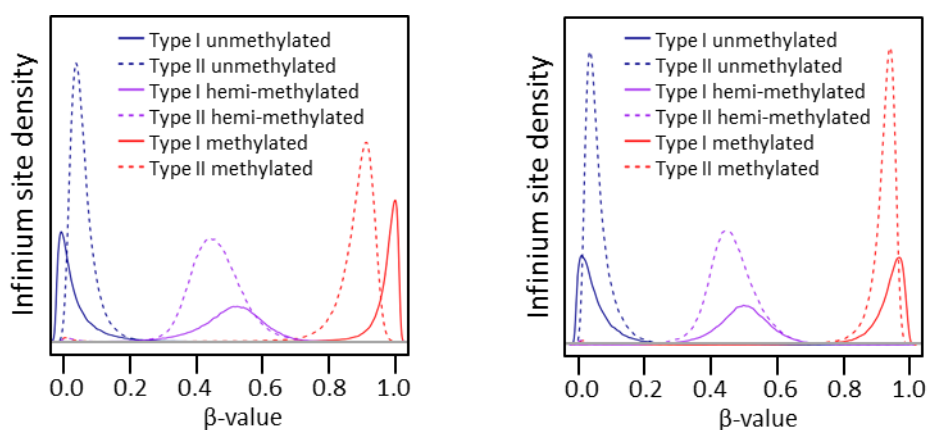 Infinium site density
Type I unmethylated
Type II unmethylated
Type I hemi-methylated
Type II hemi-methylated
Type I methylated
Type II methylated
0.0 0.2 0.4 0.6 0.8 1.0
β-value
Infinium site density
Type I unmethylated
Type II unmethylated
Type I hemi-methylated
Type II hemi-methylated
Type I methylated
Type II methylated
0.0 0.2 0.4 0.6 0.8 1.0
β-value